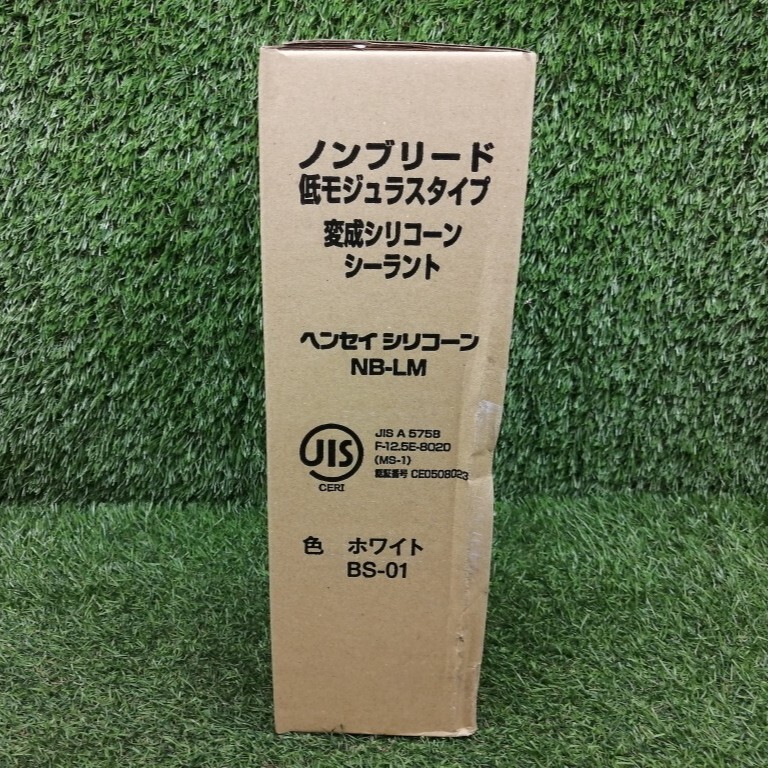 ノンブリード
低モジュラスタイプ
変成シリコーン
シーラント
ヘンセイ シリコーン
NB-LM
JIS
CERI
JIS A 5758
F-12.5E-8020
(MS-1)
認証番号 CE0508023
色 ホワイト
BS-01